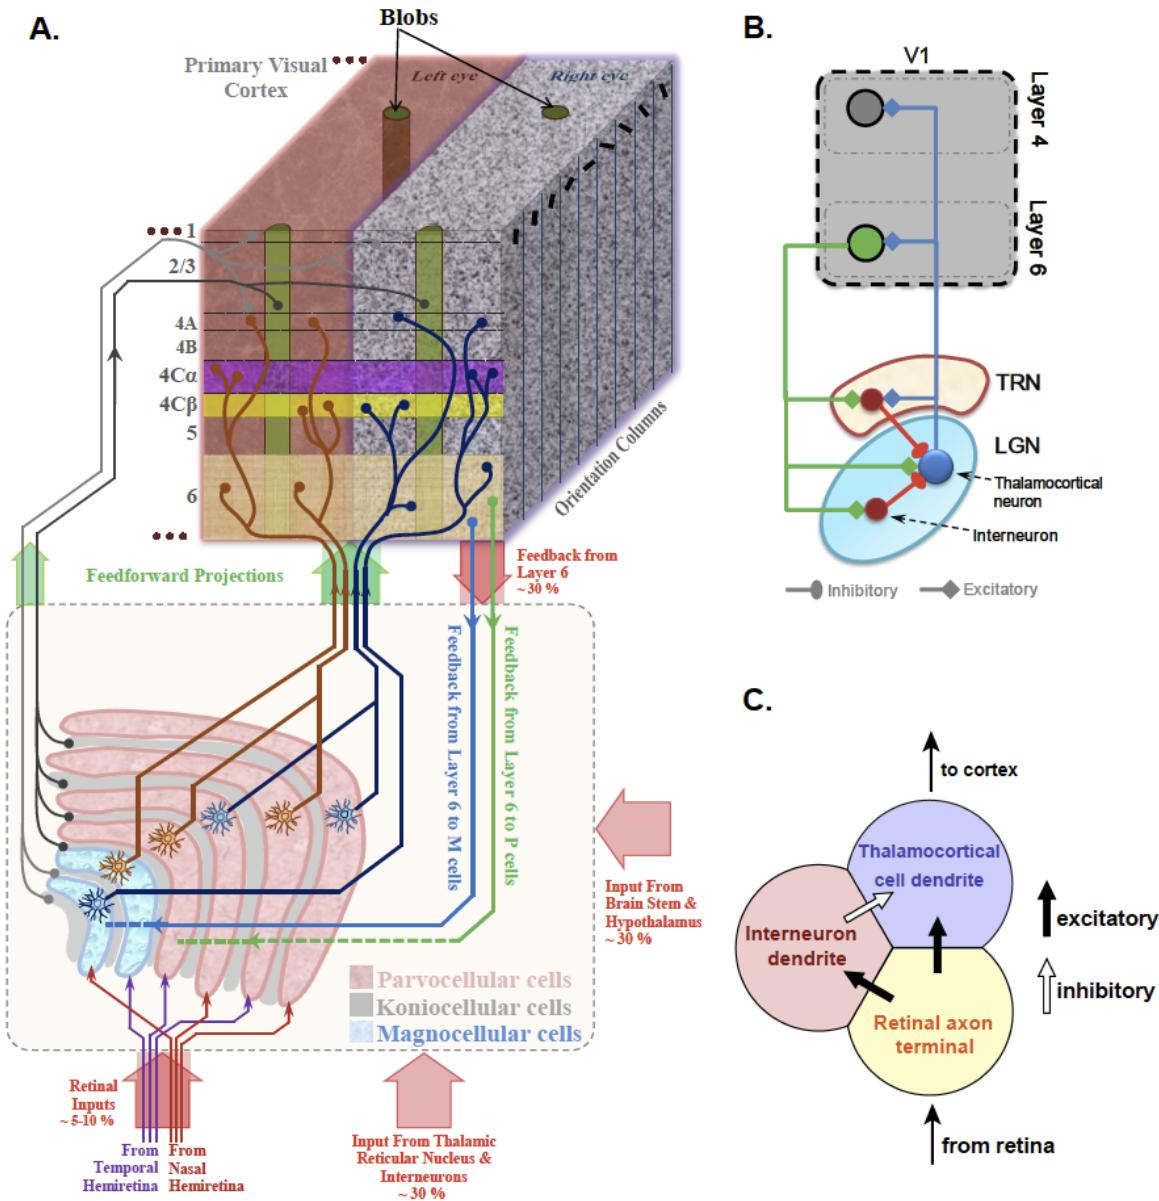 A.
Blobs
Primary Visual
Cortex
Left eye
Right eye
1
2/3
4A
4B
4Cα
4Cβ
5
6
Orientation Columns
Feedforward Projections
Feedback from
Layer 6
~ 30 %
Feedback from Layer 6 to M cells
Feedback from Layer 6 to P cells
Input From
Brain Stem &
Hypothalamus
~ 30 %
Parvocellular cells
Koniocellular cells
Magnocellular cells
Retinal
Inputs
~ 5-10 %
From
Temporal
Hemiretina
From
Nasal
Hemiretina
Input From Thalamic
Reticular Nucleus &
Interneurons
~ 30 %
B.
V1
Layer 4
Layer 6
TRN
LGN
Thalamocortical
neuron
Interneuron
Inhibitory
Excitatory
C.
to cortex
Thalamocortical
cell dendrite
Interneuron
dendrite
Retinal axon
terminal
excitatory
inhibitory
from retina